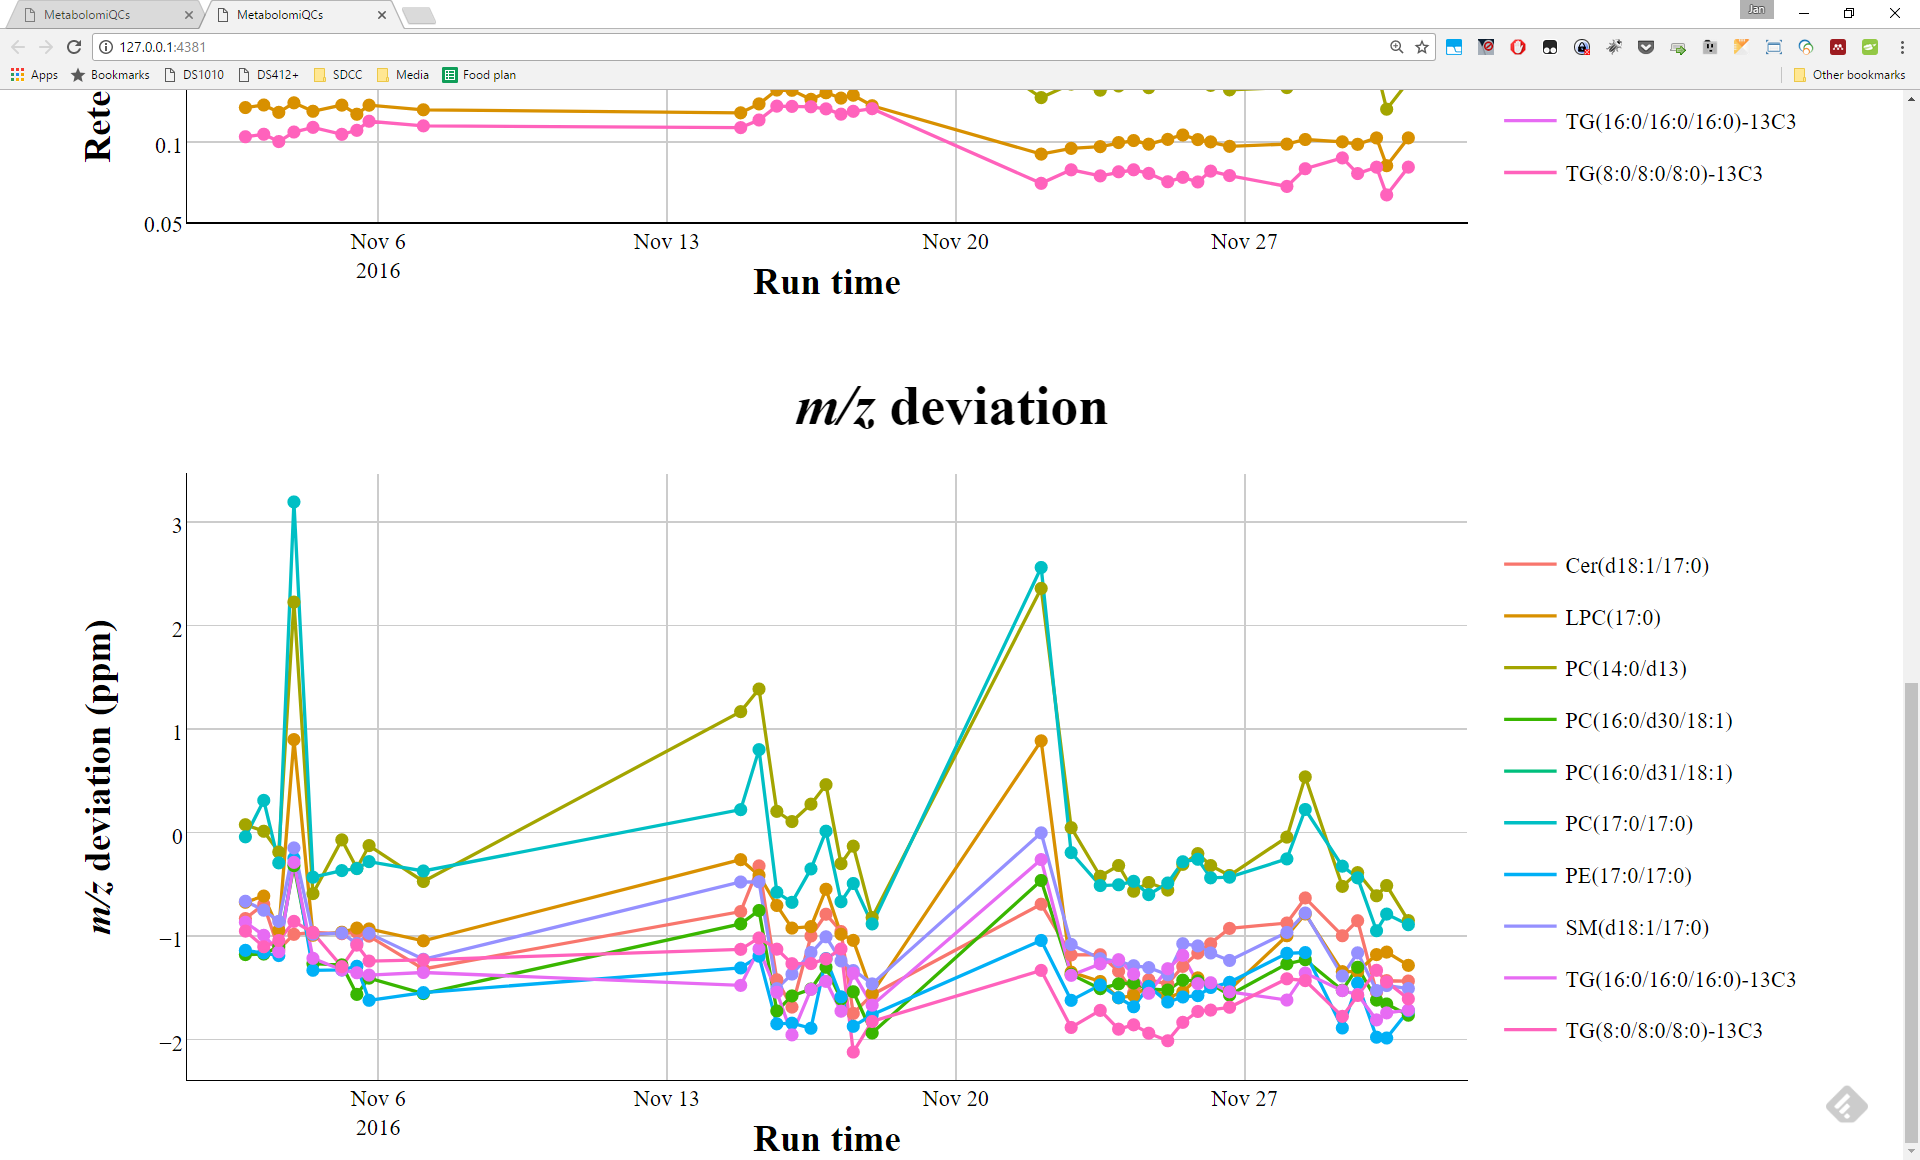 MetabolomiQCs
MetabolomiQCs
Jan
127.0.0.1:4381
Apps Bookmarks DS1010 DS412+ SDCC Media Food plan Other bookmarks
Rete
0.1
0.05
Nov 6
2016
Nov 13
Nov 20
Nov 27
Run time
TG(16:0/16:0/16:0)-13C3
TG(8:0/8:0/8:0)-13C3
m/z deviation
m/z deviation (ppm)
3
2
1
0
−1
−2
Nov 6
2016
Nov 13
Nov 20
Nov 27
Run time
Cer(d18:1/17:0)
LPC(17:0)
PC(14:0/d13)
PC(16:0/d30/18:1)
PC(16:0/d31/18:1)
PC(17:0/17:0)
PE(17:0/17:0)
SM(d18:1/17:0)
TG(16:0/16:0/16:0)-13C3
TG(8:0/8:0/8:0)-13C3